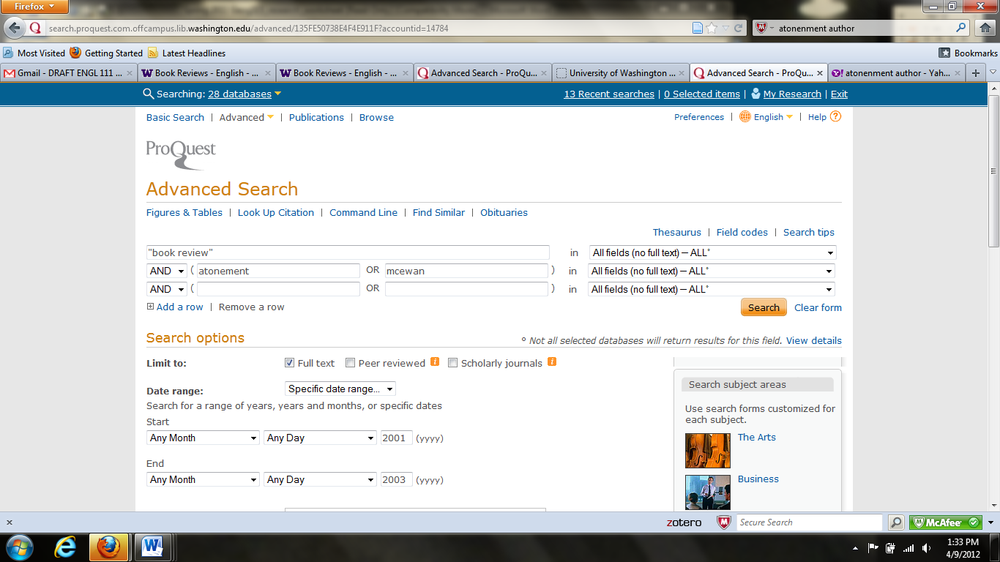 Firefox
search.proquest.com.offcampus.lib.washington.edu/advanced/135FE50738E4F4E911F?accountid=14784
atonenment author
Most Visited Getting Started Latest Headlines Bookmarks
Gmail - DRAFT ENGL 111 ... Book Reviews - English - ... Book Reviews - English - ... Advanced Search - ProQu... University of Washington ... Advanced Search - ProQu... atonenment author - Yah...
Searching: 28 databases 13 Recent searches | 0 Selected items | My Research | Exit
Basic Search | Advanced | Publications | Browse Preferences | English | Help ?
ProQuest
Advanced Search
Figures & Tables | Look Up Citation | Command Line | Find Similar | Obituaries
Thesaurus | Field codes | Search tips
"book review" in All fields (no full text) — ALL°
AND ( atonement OR mcewan ) in All fields (no full text) — ALL°
AND ( OR ) in All fields (no full text) — ALL°
Add a row | Remove a row Search Clear form
Search options ° Not all selected databases will return results for this field. View details
Limit to: Full text Peer reviewed i Scholarly journals i
Date range: Specific date range...
Search for a range of years, years and months, or specific dates
Start
Any Month Any Day 2001 (yyyy)
End
Any Month Any Day 2003 (yyyy)
Search subject areas
Use search forms customized for
each subject.
The Arts
Business
x zotero Secure Search McAfee
1:33 PM
4/9/2012